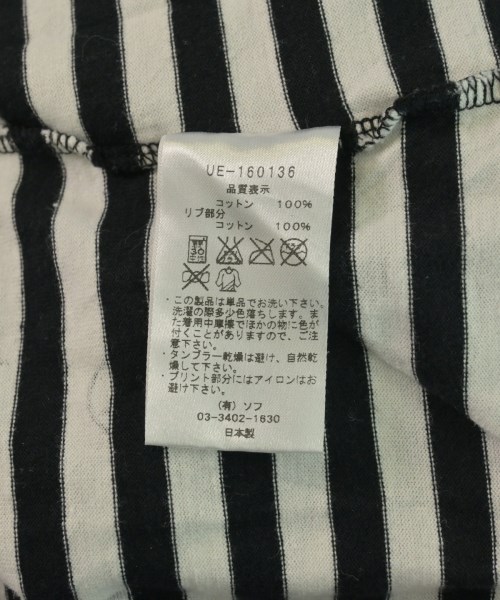 UE-160136
品質表示
コットン 100%
リブ部分
コットン 100%
・この製品は単品でお洗い下さい。
洗濯の際多少色落ちします。ま
た着用中摩擦でほかの物に色が
付くことがありますので、ご注
意下さい。
・タンブラー乾燥は避け、自然乾
燥して下さい。
・プリント部分にはアイロンはお
避け下さい。
(有)ソフ
03-3402-1630
日本製